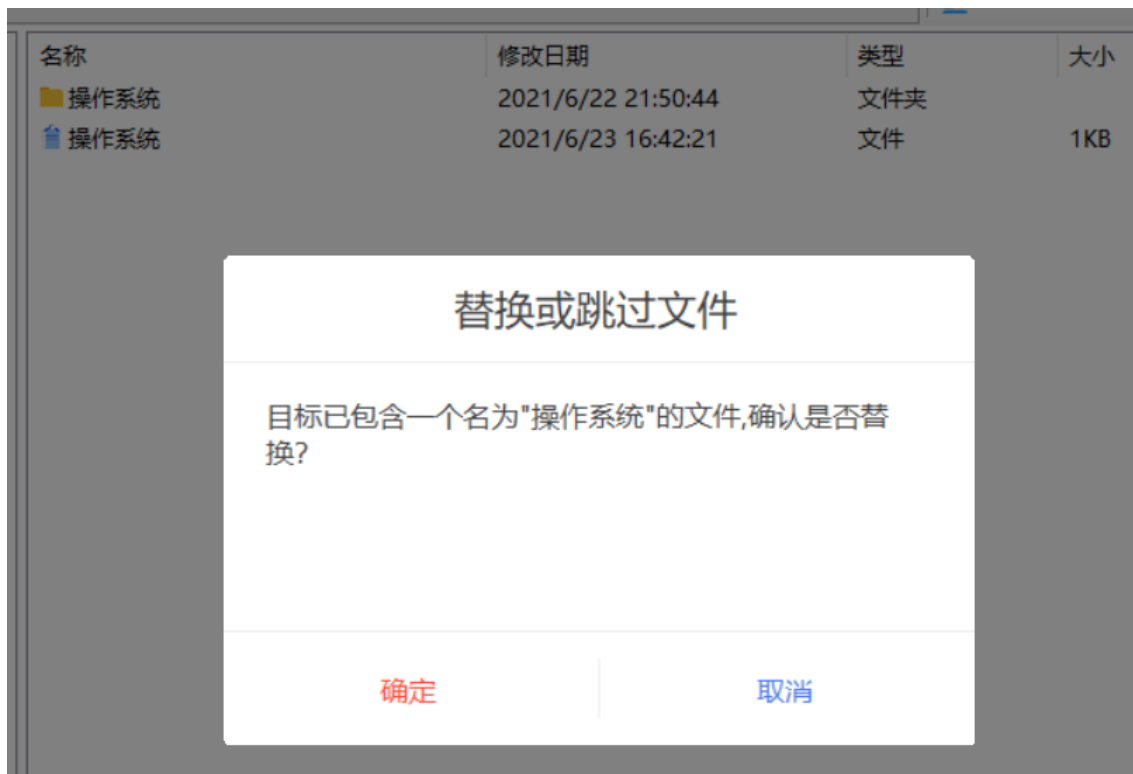 名称 修改日期 类型 大小
操作系统 2021/6/22 21:50:44 文件夹
操作系统 2021/6/23 16:42:21 文件 1KB
替换或跳过文件
目标已包含一个名为"操作系统"的文件,确认是否替
换?
确定 取消